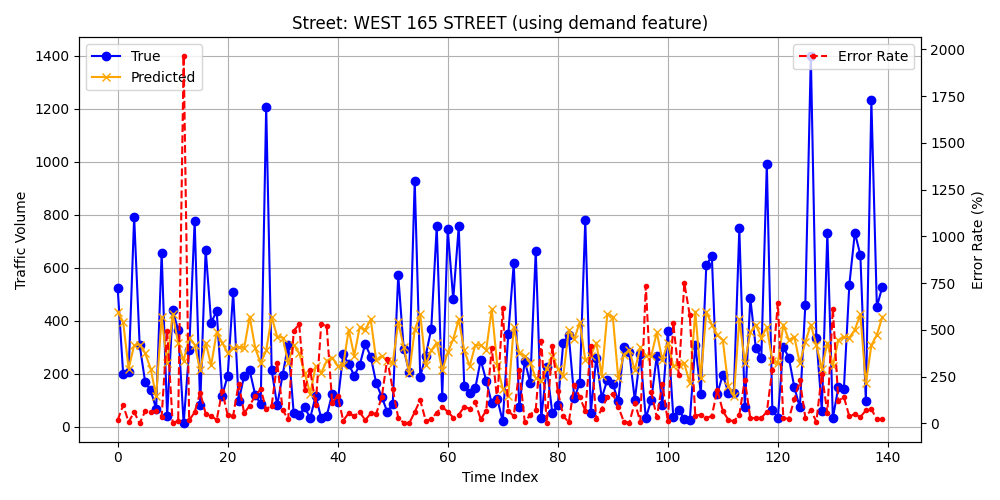 Street: WEST 165 STREET (using demand feature)
True
Predicted
Error Rate
1400
1200
1000
800
600
400
200
0
Traffic Volume
2000
1750
1500
1250
1000
750
500
250
0
Error Rate (%)
0 20 40 60 80 100 120 140
Time Index